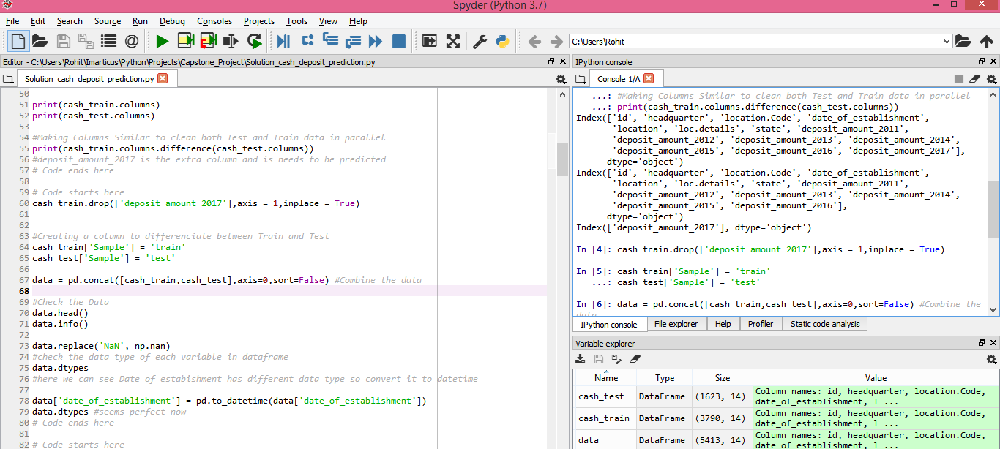 Spyder (Python 3.7)
File Edit Search Source Run Debug Consoles Projects Tools View Help
C:\Users\Rohit
Editor - C:\Users\Rohit\Imarticus\Python\Projects\Capstone_Project\Solution_cash_deposit_prediction.py
Solution_cash_deposit_prediction.py
50
51 print(cash_train.columns)
52 print(cash_test.columns)
53
54 #Making Columns Similar to clean both Test and Train data in parallel
55 print(cash_train.columns.difference(cash_test.columns))
56 #deposit_amount_2017 is the extra column and is needs to be predicted
57 # Code ends here
58
59 # Code starts here
60 cash_train.drop(['deposit_amount_2017'],axis = 1,inplace = True)
61
62
63 #Creating a column to differenciate between Train and Test
64 cash_train['Sample'] = 'train'
65 cash_test['Sample'] = 'test'
66
67 data = pd.concat([cash_train,cash_test],axis=0,sort=False) #Combine the data
68
69 #Check the Data
70 data.head()
71 data.info()
72
73 data.replace('NaN', np.nan)
74 #check the data type of each variable in dataframe
75 data.dtypes
76 #here we can see Date of estabishment has different data type so convert it to datetime
77
78 data['date_of_establishment'] = pd.to_datetime(data['date_of_establishment'])
79 data.dtypes #seems perfect now
80 # Code ends here
81
82 # Code starts here
IPython console
Console 1/A
...: #Making Columns Similar to clean both Test and Train data in parallel
...: print(cash_train.columns.difference(cash_test.columns))
Index(['id', 'headquarter', 'location.Code', 'date_of_establishment',
'location', 'loc.details', 'state', 'deposit_amount_2011',
'deposit_amount_2012', 'deposit_amount_2013', 'deposit_amount_2014',
'deposit_amount_2015', 'deposit_amount_2016', 'deposit_amount_2017'],
dtype='object')
Index(['id', 'headquarter', 'location.Code', 'date_of_establishment',
'location', 'loc.details', 'state', 'deposit_amount_2011',
'deposit_amount_2012', 'deposit_amount_2013', 'deposit_amount_2014',
'deposit_amount_2015', 'deposit_amount_2016'],
dtype='object')
Index(['deposit_amount_2017'], dtype='object')
In [4]: cash_train.drop(['deposit_amount_2017'],axis = 1,inplace = True)
In [5]: cash_train['Sample'] = 'train'
...: cash_test['Sample'] = 'test'
In [6]: data = pd.concat([cash_train,cash_test],axis=0,sort=False) #Combine the
data
IPython console File explorer Help Profiler Static code analysis
Variable explorer
Name Type Size Value
cash_test DataFrame (1623, 14) Column names: id, headquarter, location.Code,
date_of_establishment, l ...
cash_train DataFrame (3790, 14) Column names: id, headquarter, location.Code,
date_of_establishment, l ...
data DataFrame (5413, 14) Column names: id, headquarter, location.Code,
date_of_establishment, l ...